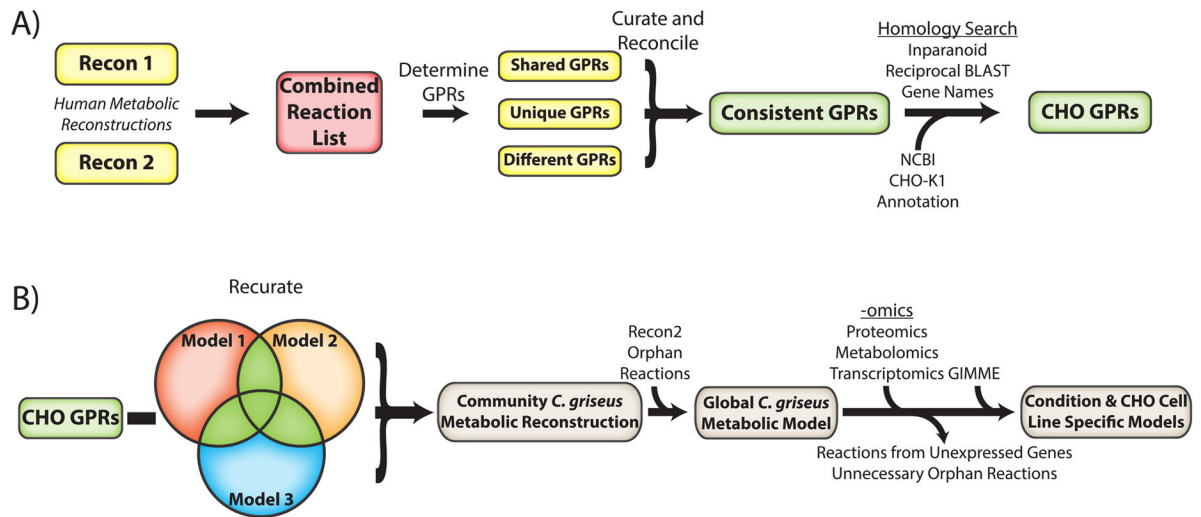 A)
Recon 1
Human Metabolic
Reconstructions
Recon 2
Combined
Reaction
List
Determine
GPRs
Shared GPRs
Unique GPRs
Different GPRs
Curate and
Reconcile
Consistent GPRs
Homology Search
Inparanoid
Reciprocal BLAST
Gene Names
NCBI
CHO-K1
Annotation
CHO GPRs
B)
CHO GPRs
Recurate
Model 1
Model 2
Model 3
Community C. griseus
Metabolic Reconstruction
Recon2
Orphan
Reactions
Global C. griseus
Metabolic Model
-omics
Proteomics
Metabolomics
Transcriptomics GIMME
Reactions from Unexpressed Genes
Unnecessary Orphan Reactions
Condition & CHO Cell
Line Specific Models